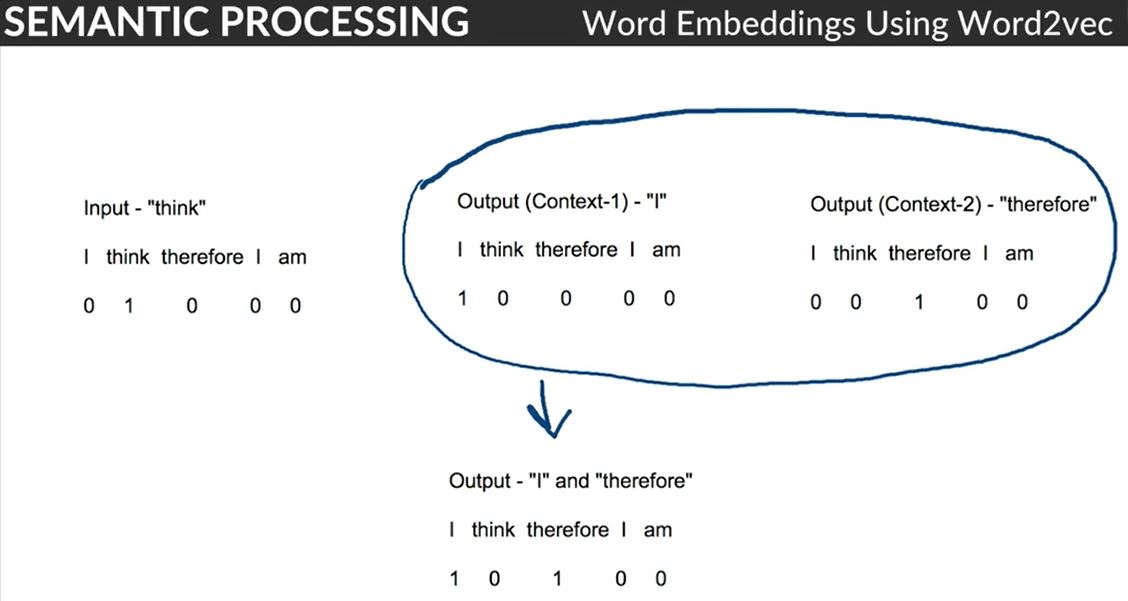 SEMANTIC PROCESSING
Word Embeddings Using Word2vec
Input - "think"
I think therefore I am
0 1 0 0 0
Output (Context-1) - "I"
I think therefore I am
1 0 0 0 0
Output (Context-2) - "therefore"
I think therefore I am
0 0 1 0 0
Output - "I" and "therefore"
I think therefore I am
1 0 1 0 0